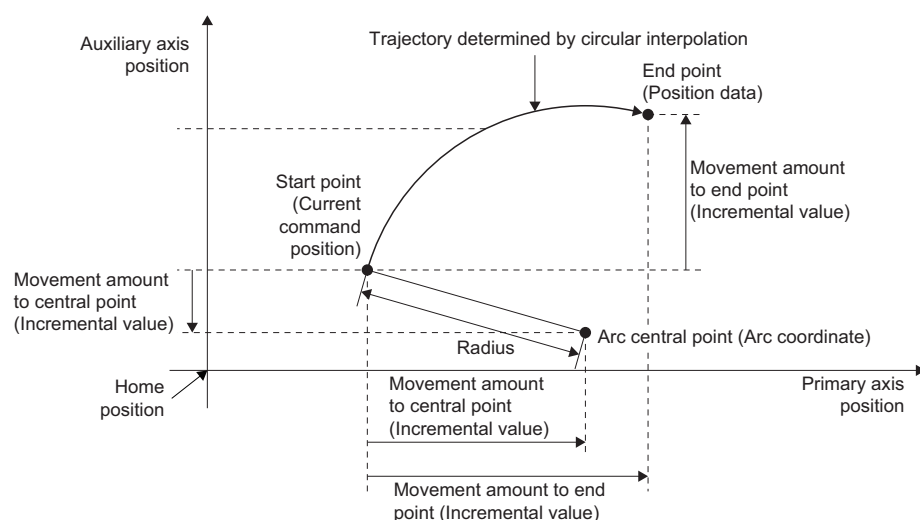 Auxiliary axis
position
Trajectory determined by circular interpolation
End point
(Position data)
Start point
(Current
command
position)
Movement amount
to end point
(Incremental value)
Movement amount
to central point
(Incremental value)
Radius
Arc central point (Arc coordinate)
Home
position
Movement amount
to central point
(Incremental value)
Primary axis
position
Movement amount to end
point (Incremental value)